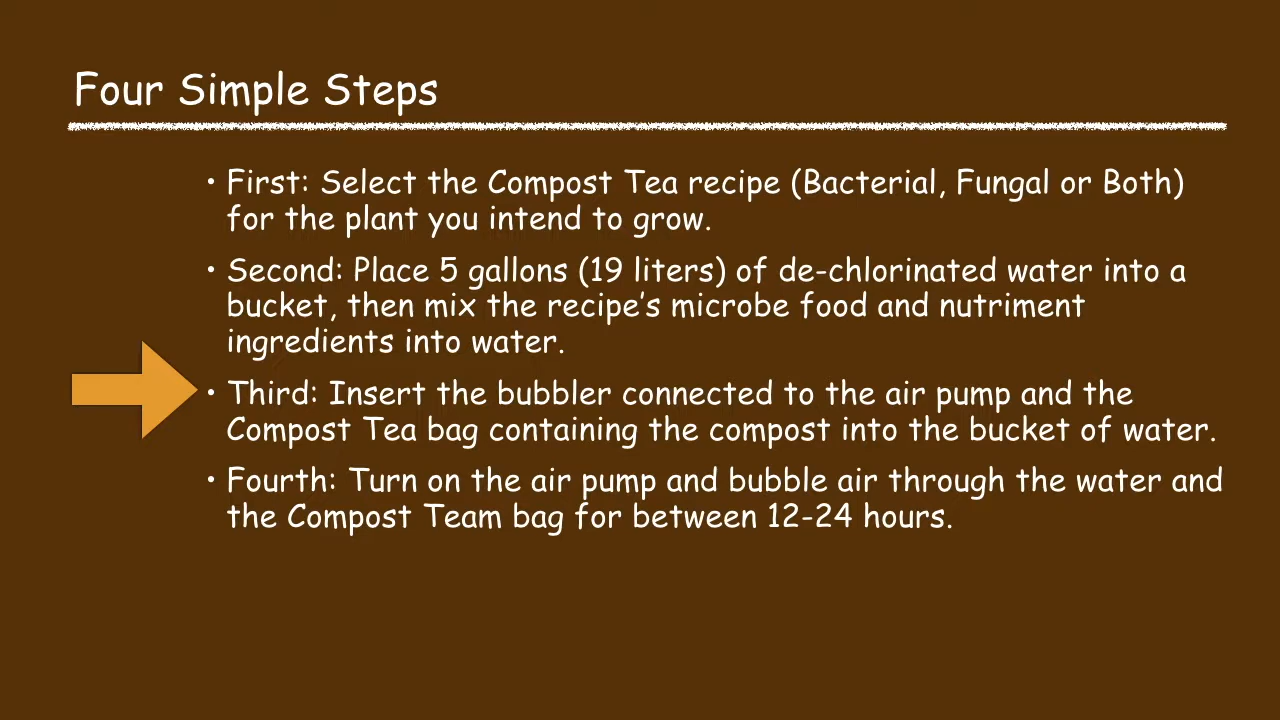 Four Simple Steps
• First: Select the Compost Tea recipe (Bacterial, Fungal or Both)
for the plant you intend to grow.
• Second: Place 5 gallons (19 liters) of de-chlorinated water into a
bucket, then mix the recipe's microbe food and nutriment
ingredients into water.
• Third: Insert the bubbler connected to the air pump and the
Compost Tea bag containing the compost into the bucket of water.
• Fourth: Turn on the air pump and bubble air through the water and
the Compost Team bag for between 12-24 hours.